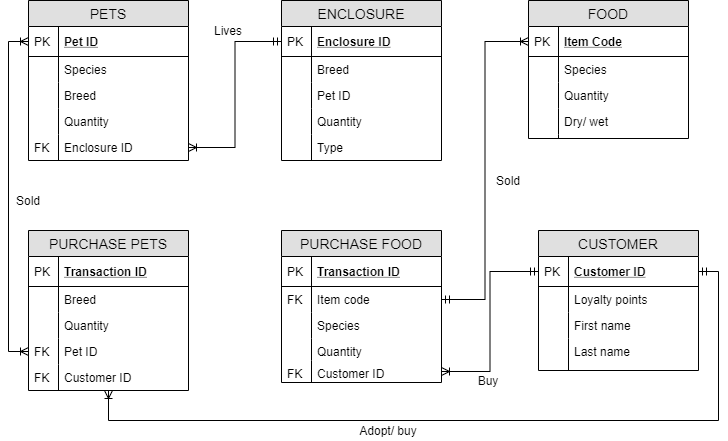 PETS
PK Pet ID
Species
Breed
Quantity
FK Enclosure ID
Lives
ENCLOSURE
PK Enclosure ID
Breed
Pet ID
Quantity
Type
FOOD
PK Item Code
Species
Quantity
Dry/ wet
Sold
Sold
PURCHASE PETS
PK Transaction ID
Breed
Quantity
FK Pet ID
FK Customer ID
PURCHASE FOOD
PK Transaction ID
FK Item code
Species
Quantity
FK Customer ID
Buy
CUSTOMER
PK Customer ID
Loyalty points
First name
Last name
Adopt/ buy